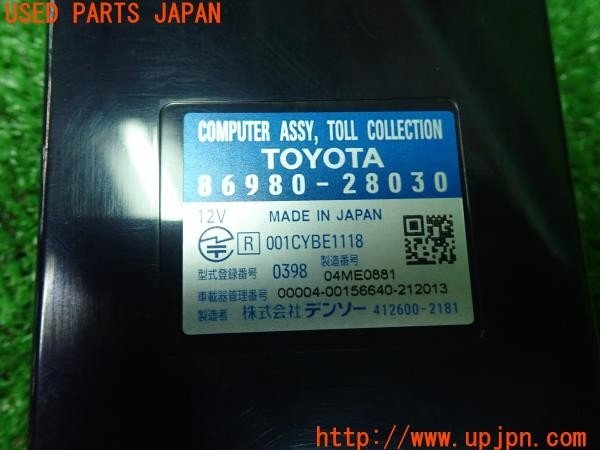 USED PARTS JAPAN
COMPUTER ASSY, TOLL COLLECTION
TOYOTA
86980-28030
12V MADE IN JAPAN
R 001CYBE1118
型式登録番号 0398 製造番号 04ME0881
車載器管理番号 00004-00156640-212013
製造者 株式会社 デンソー 412600-2181
http://www.upjpn.com